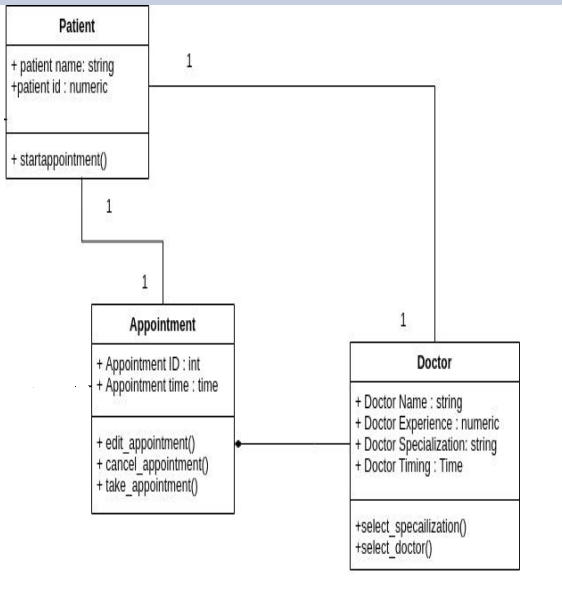 Patient
+ patient name: string
+patient id : numeric
+ startappointment()
1
1
1
1
Appointment
+ Appointment ID : int
+ Appointment time : time
+ edit_appointment()
+ cancel_appointment()
+ take_appointment()
Doctor
+ Doctor Name : string
+ Doctor Experience : numeric
+ Doctor Specialization: string
+ Doctor Timing : Time
+select_specailization()
+select_doctor()